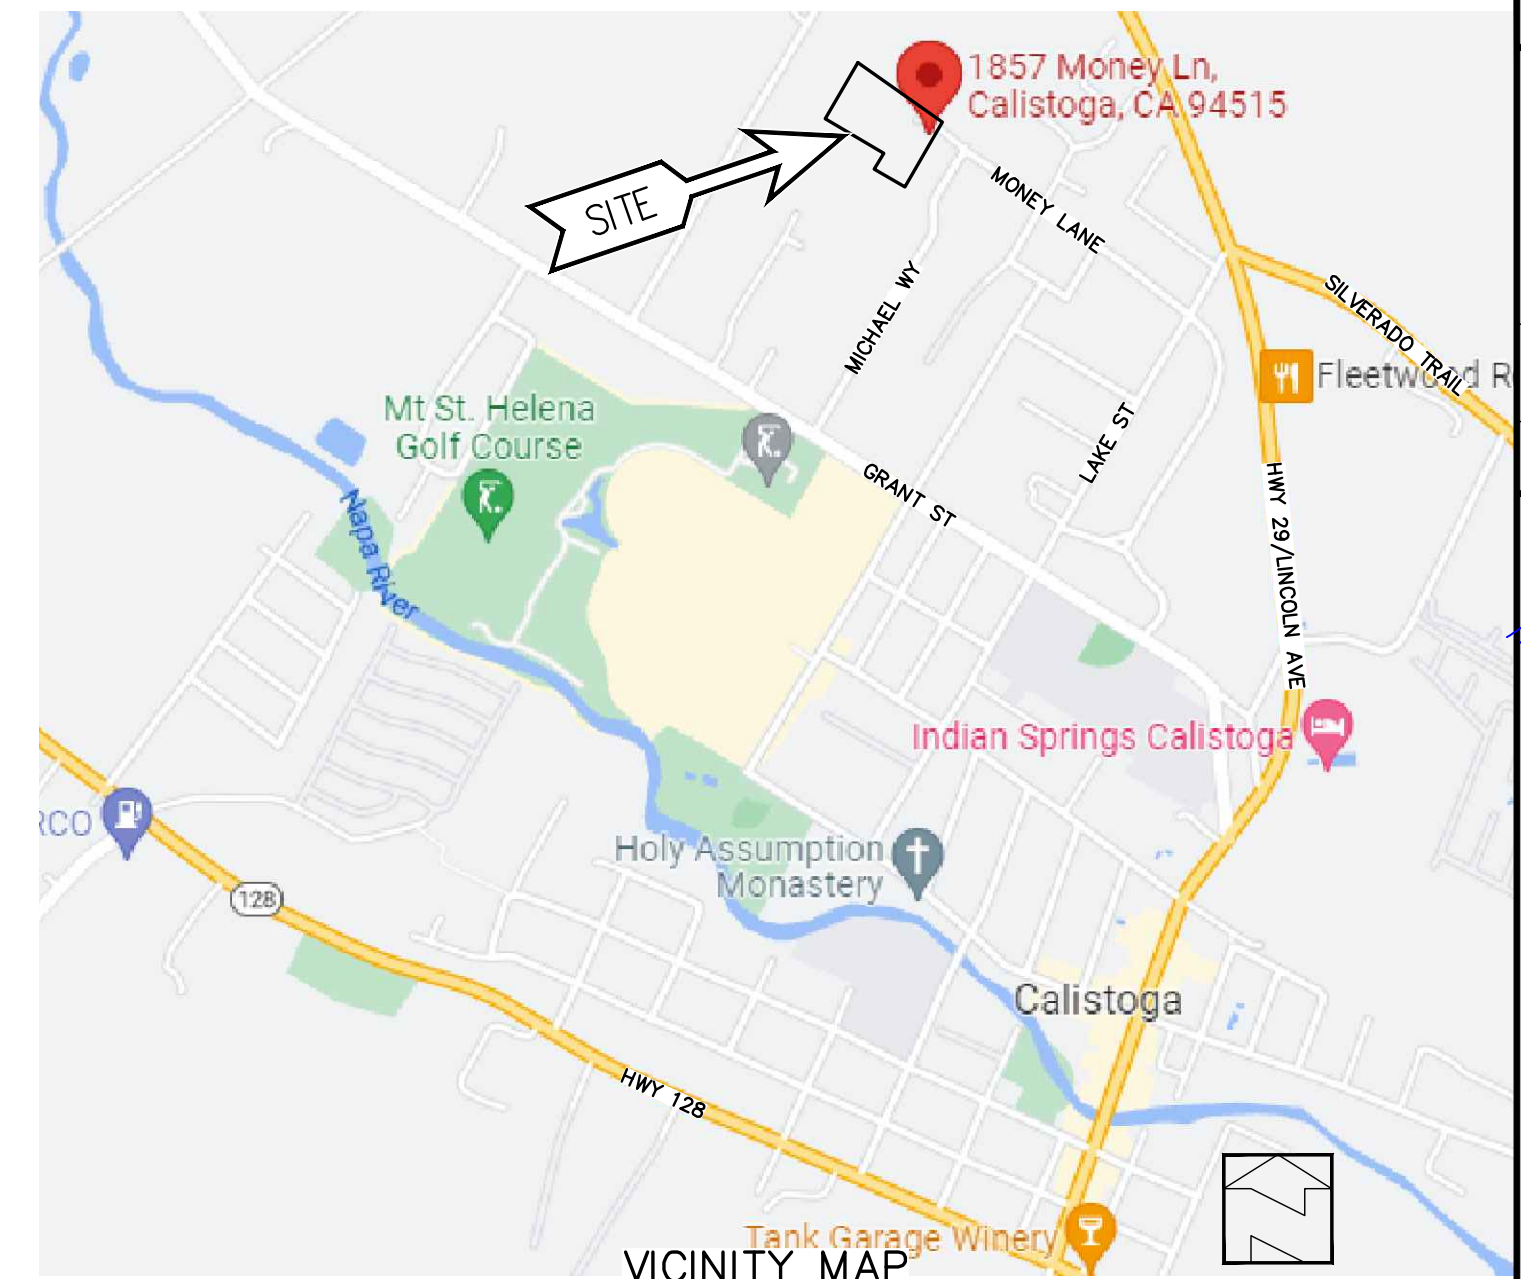 1857 Money Ln,
Calistoga, CA 94515
SITE
MONEY LANE
MICHAEL WY
SILVERADO TRAIL
Fleetwood R
Mt St. Helena
Golf Course
LAKE ST
GRANT ST
HWY 29/LINCOLN AVE
Napa River
Indian Springs Calistoga
RCO
Holy Assumption
Monastery
128
Calistoga
HWY 128
Tank Garage Winery
VICINITY MAP